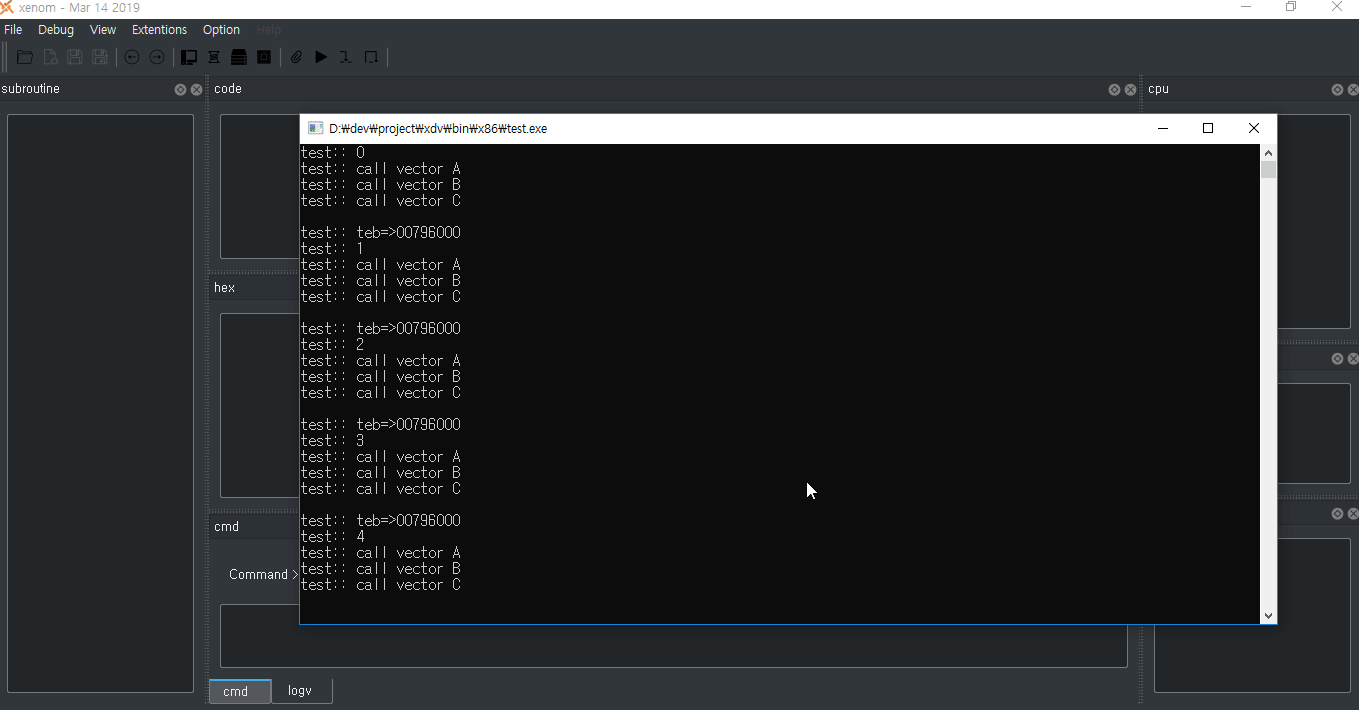 xenom - Mar 14 2019
File Debug View Extentions Option Help
subroutine
code
cpu
D:₩dev₩project₩xdv₩bin₩x86₩test.exe
test:: 0
test:: call vector A
test:: call vector B
test:: call vector C
test:: teb=>00796000
test:: 1
test:: call vector A
test:: call vector B
test:: call vector C
test:: teb=>00796000
test:: 2
test:: call vector A
test:: call vector B
test:: call vector C
test:: teb=>00796000
test:: 3
test:: call vector A
test:: call vector B
test:: call vector C
test:: teb=>00796000
test:: 4
test:: call vector A
test:: call vector B
test:: call vector C
hex
cmd
Command >
cmd
logv